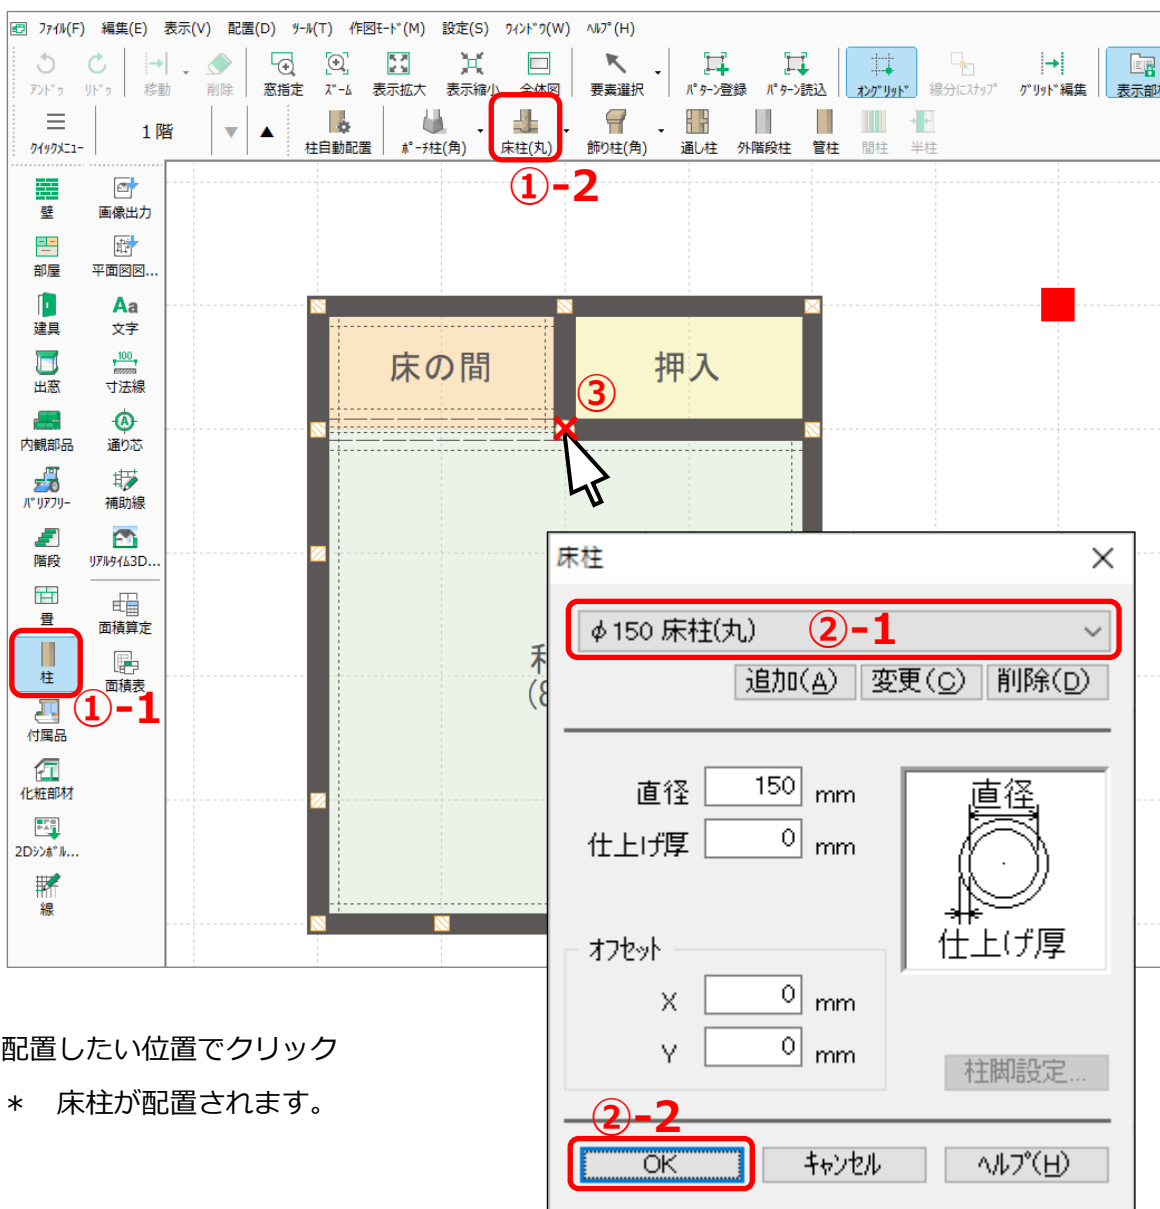 ﾌｧｲﾙ(F) 編集(E) 表示(V) 配置(D) ﾂｰﾙ(T) 作図ﾓｰﾄﾞ(M) 設定(S) ｳｨﾝﾄﾞｳ(W) ﾍﾙﾌﾟ(H)
ｱﾝﾄﾞｩ ﾘﾄﾞｩ 移動 削除 窓指定 ｽﾞｰﾑ 表示拡大 表示縮小 全体図 要素選択 ﾊﾟﾀｰﾝ登録 ﾊﾟﾀｰﾝ読込 ｵﾝｸﾞﾘｯﾄﾞ 線分にｽﾅｯﾌﾟ ｸﾞﾘｯﾄﾞ編集 表示部
ｸｲｯｸﾒﾆｭｰ 1階 ▼ ▲ 柱自動配置 ﾎﾟｰﾁ柱(角) 床柱(丸) 飾り柱(角) 通し柱 外階段柱 管柱 間柱 半柱
①-2
壁 画像出力
部屋 平面図図...
建具 文字
Aa
出窓 寸法線
100
内観部品 通り芯
A
ﾊﾞﾘｱﾌﾘｰ 補助線
階段 ﾘｱﾙﾀｲﾑ3D...
畳 面積算定
柱 面積表
①-1
付属品
化粧部材
2Dｼﾝﾎﾞﾙ...
線
床の間 押入
③
(8
床柱
φ150 床柱(丸) ②-1
追加(A) 変更(C) 削除(D)
直径 150 mm
仕上げ厚 0 mm
直径
仕上げ厚
ｵﾌｾｯﾄ
X 0 mm
Y 0 mm
柱脚設定...
②-2
OK ｷｬﾝｾﾙ ﾍﾙﾌﾟ(H)
配置したい位置でクリック
＊ 床柱が配置されます。